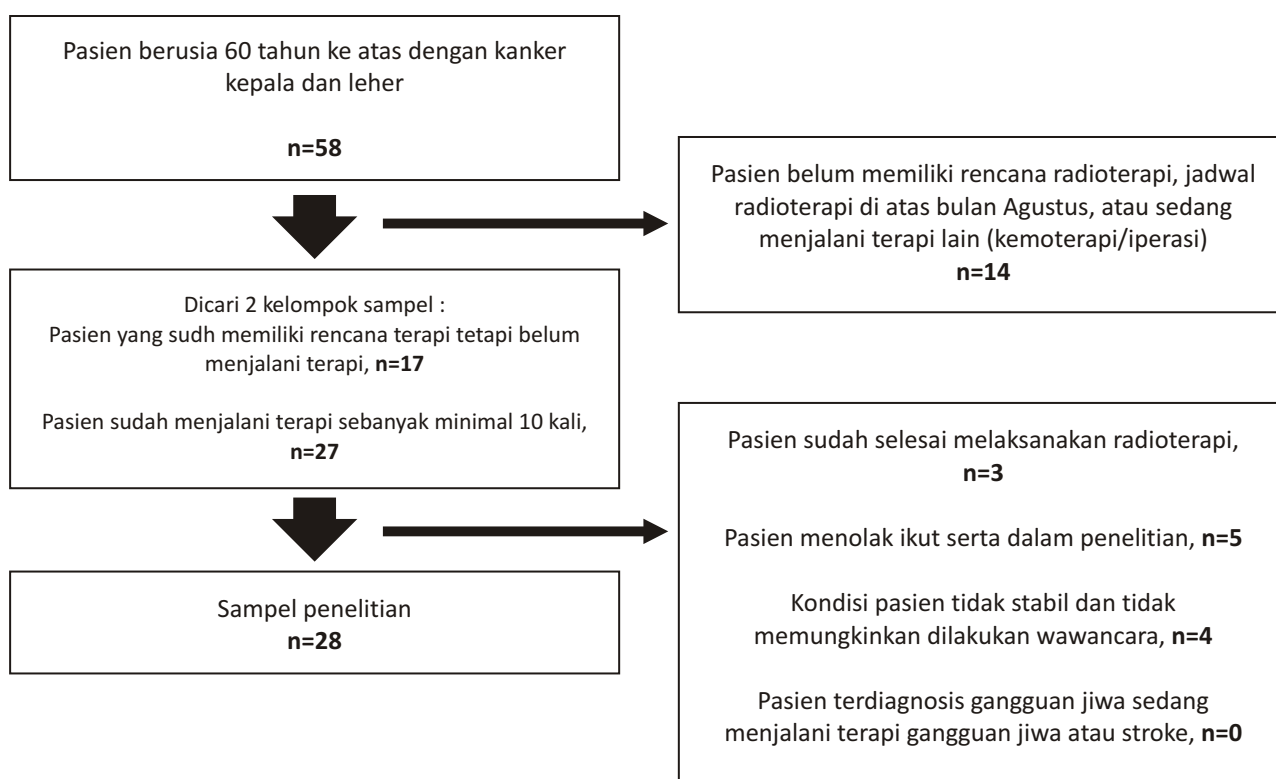 Pasien berusia 60 tahun ke atas dengan kanker
kepala dan leher
n=58
Pasien belum memiliki rencana radioterapi, jadwal
radioterapi di atas bulan Agustus, atau sedang
menjalani terapi lain (kemoterapi/iperasi)
n=14
Dicari 2 kelompok sampel :
Pasien yang sudh memiliki rencana terapi tetapi belum
menjalani terapi, n=17
Pasien sudah menjalani terapi sebanyak minimal 10 kali,
n=27
Pasien sudah selesai melaksanakan radioterapi,
n=3
Pasien menolak ikut serta dalam penelitian, n=5
Kondisi pasien tidak stabil dan tidak
memungkinkan dilakukan wawancara, n=4
Pasien terdiagnosis gangguan jiwa sedang
menjalani terapi gangguan jiwa atau stroke, n=0
Sampel penelitian
n=28